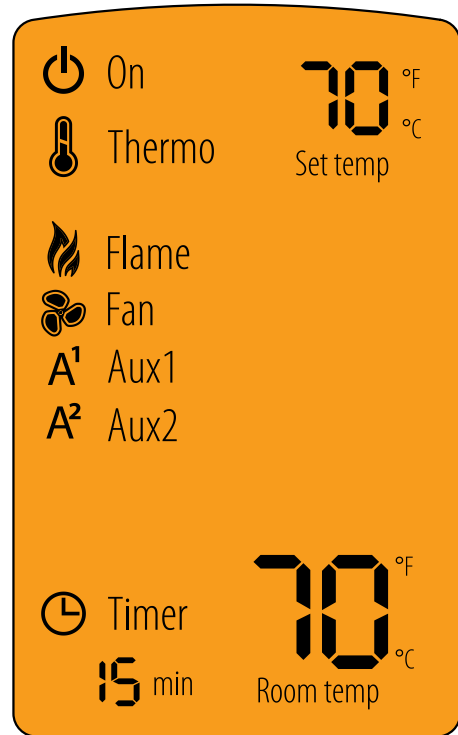 On
70 °F
°C
Thermo
Set temp
Flame
Fan
A¹ Aux1
A² Aux2
70 °F
Timer
°C
15 min
Room temp